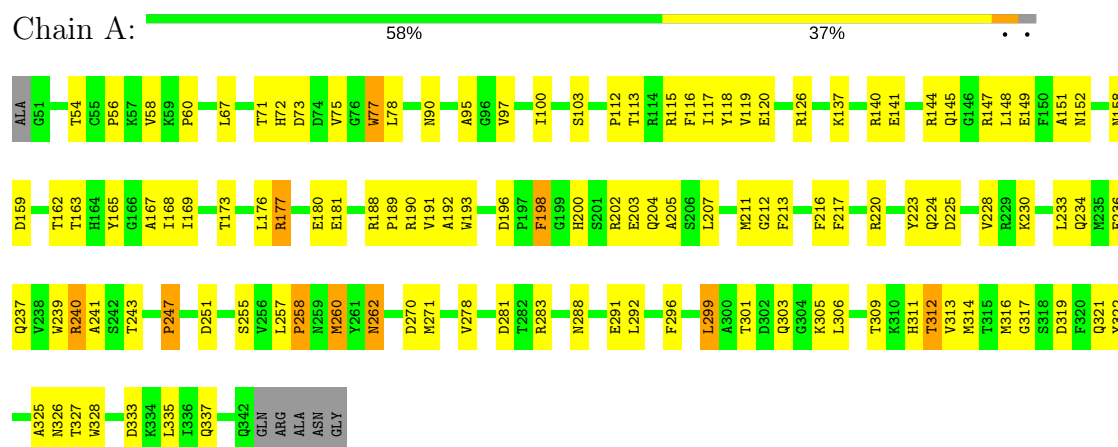 Chain A:
58% 37% • •
ALA G51 T54 C55 P56 K57 V58 K59 P60 L67 T71 H72 D73 D74 V75 G76 W77 L78 N90 A95 G96 V97 I100 S103 P112 T113 R114 R115 F116 I117 Y118 V119 E120 R126 K137 R140 E141 R144 Q145 G146 R147 L148 E149 F150 A151 N152 N158
D159 T162 T163 H164 Y165 G166 A167 I168 I169 T173 L176 R177 E180 E181 R188 P189 R190 V191 A192 W193 D196 P197 F198 G199 H200 S201 R202 E203 Q204 A205 S206 L207 M211 G212 F213 F216 F217 R220 Y223 Q224 D225 V228 R229 K230 L233 Q234 M235
Q237 V238 W239 R240 A241 S242 T243 P247 D251 S255 V256 L257 P258 N259 M260 Y261 N262 D270 M271 V278 D281 T282 R283 N288 E291 L292 F296 L299 A300 T301 D302 Q303 G304 K305 L306 T309 K310 H311 T312 V313 M314 T315 M316 G317 S318 D319 F320 Q321
A325 N326 T327 W328 D333 K334 L335 I336 Q337 Q342 GLN ARG ALA ASN GLY